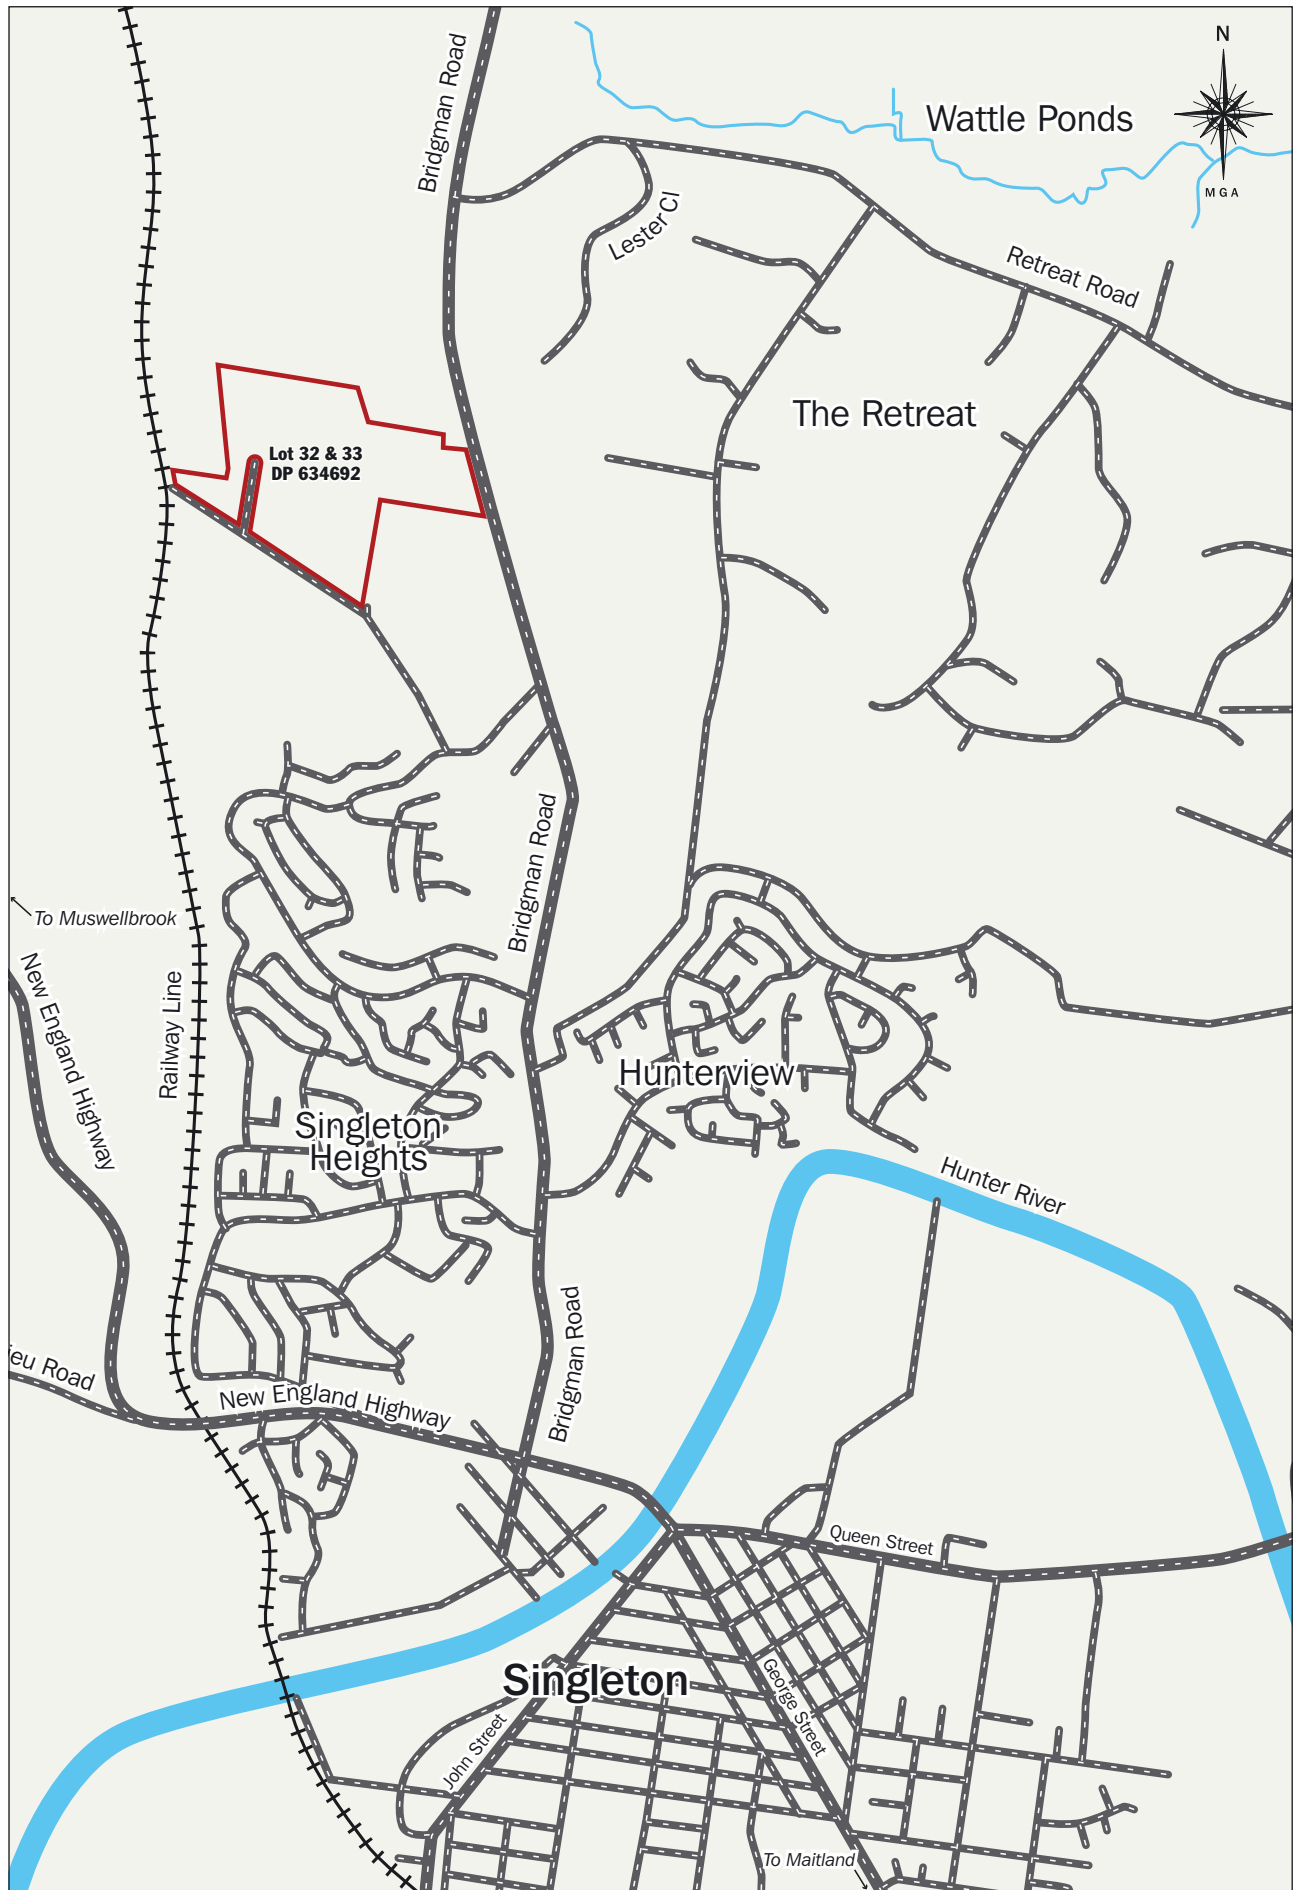 N
Wattle Ponds
MGA
Bridgman Road
Lester Cl
Retreat Road
The Retreat
Lot 32 & 33
DP 634692
Bridgman Road
To Muswellbrook
New England Highway
Railway Line
Hunterview
Singleton
Heights
Hunter River
Bridgman Road
ieu Road
New England Highway
Queen Street
Singleton
George Street
John Street
To Maitland